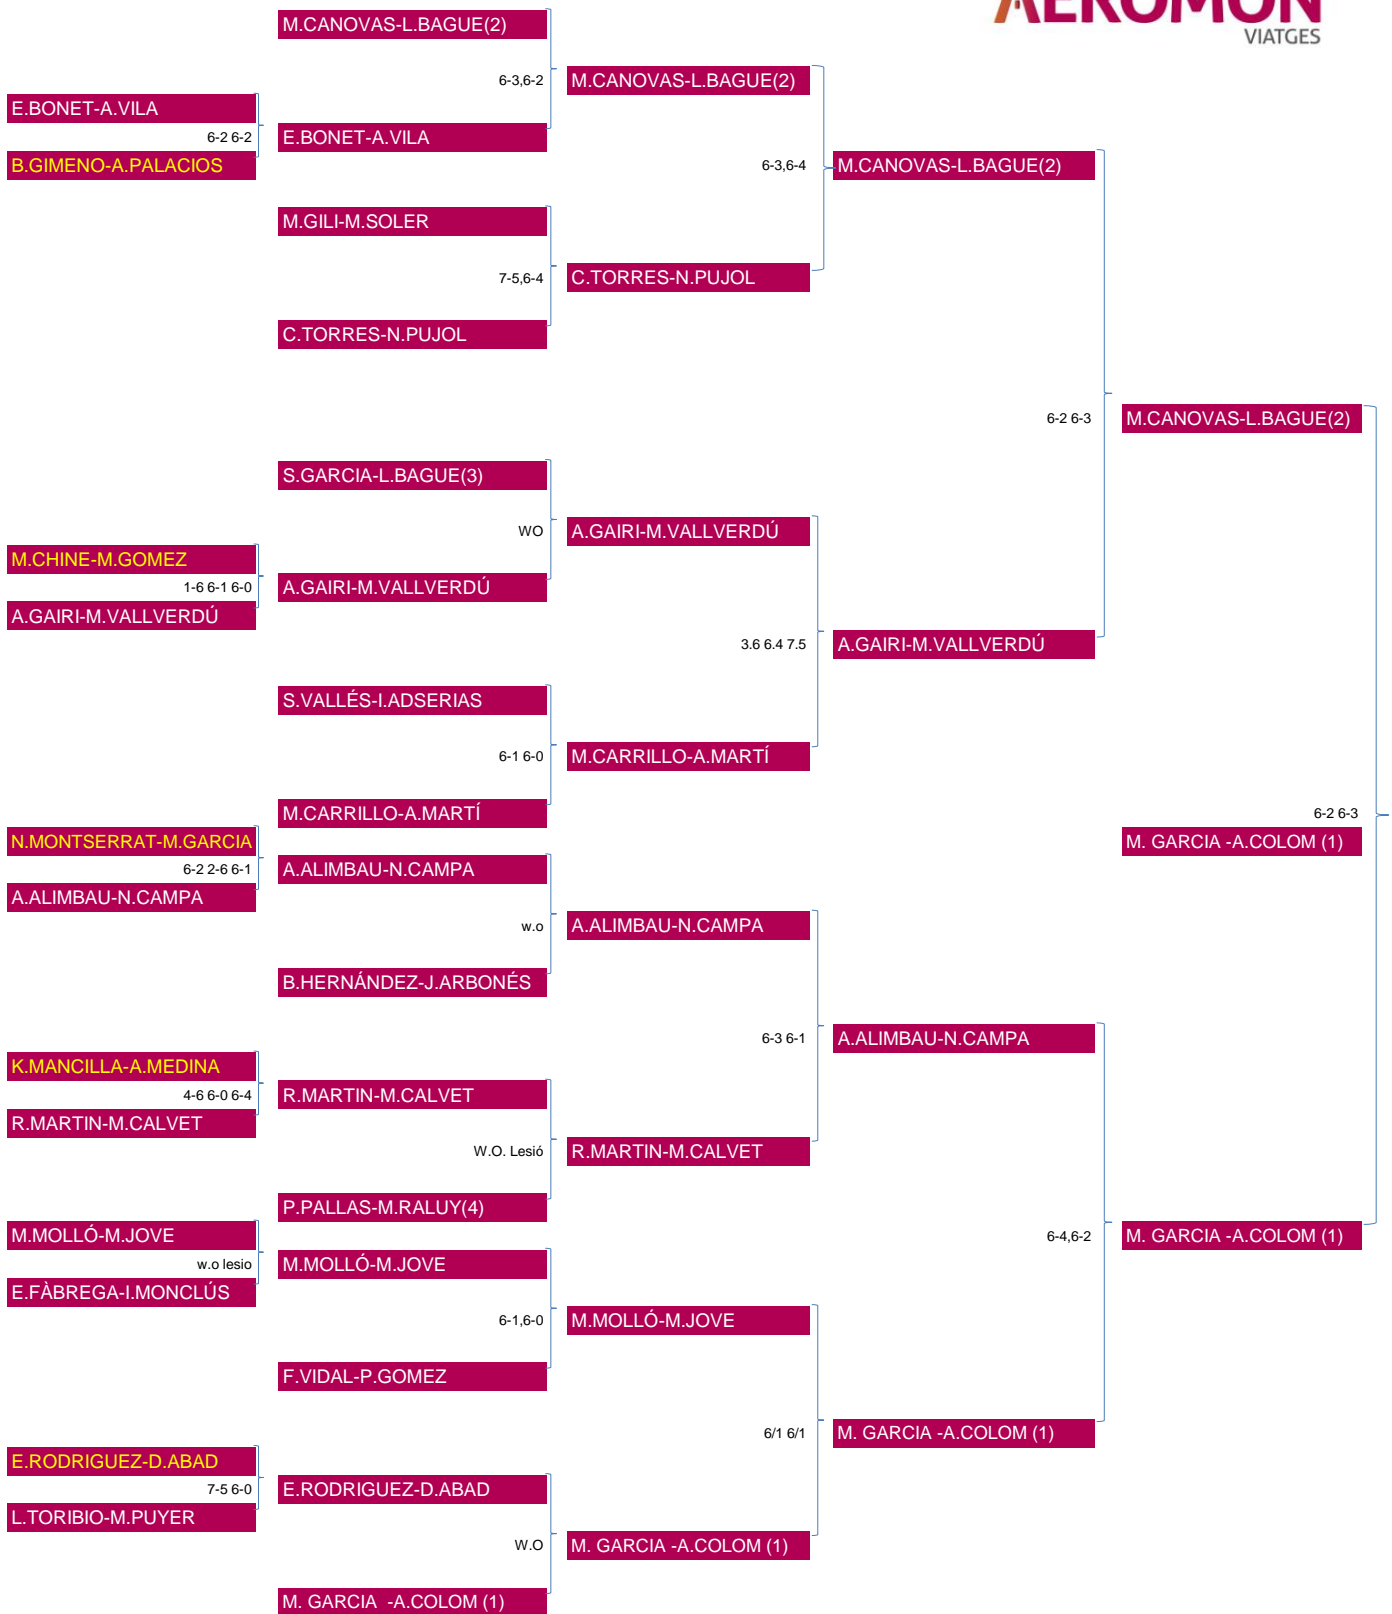 AEROMON
VIATGES
M.CANOVAS-L.BAGUE(2)
6-3,6-2
M.CANOVAS-L.BAGUE(2)
E.BONET-A.VILA
6-2 6-2
E.BONET-A.VILA
B.GIMENO-A.PALACIOS
6-3,6-4
M.CANOVAS-L.BAGUE(2)
M.GILI-M.SOLER
7-5,6-4
C.TORRES-N.PUJOL
C.TORRES-N.PUJOL
6-2 6-3
M.CANOVAS-L.BAGUE(2)
S.GARCIA-L.BAGUE(3)
WO
A.GAIRI-M.VALLVERDÚ
M.CHINE-M.GOMEZ
1-6 6-1 6-0
A.GAIRI-M.VALLVERDÚ
A.GAIRI-M.VALLVERDÚ
3.6 6.4 7.5
A.GAIRI-M.VALLVERDÚ
S.VALLÉS-I.ADSERIAS
6-1 6-0
M.CARRILLO-A.MARTÍ
M.CARRILLO-A.MARTÍ
6-2 6-3
N.MONTSERRAT-M.GARCIA
M. GARCIA -A.COLOM (1)
6-2 2-6 6-1
A.ALIMBAU-N.CAMPA
A.ALIMBAU-N.CAMPA
w.o
A.ALIMBAU-N.CAMPA
B.HERNÁNDEZ-J.ARBONÉS
6-3 6-1
A.ALIMBAU-N.CAMPA
K.MANCILLA-A.MEDINA
4-6 6-0 6-4
R.MARTIN-M.CALVET
R.MARTIN-M.CALVET
W.O. Lesió
R.MARTIN-M.CALVET
P.PALLAS-M.RALUY(4)
M.MOLLÓ-M.JOVE
6-4,6-2
M. GARCIA -A.COLOM (1)
w.o lesio
M.MOLLÓ-M.JOVE
E.FÀBREGA-I.MONCLÚS
6-1,6-0
M.MOLLÓ-M.JOVE
F.VIDAL-P.GOMEZ
6/1 6/1
M. GARCIA -A.COLOM (1)
E.RODRIGUEZ-D.ABAD
7-5 6-0
E.RODRIGUEZ-D.ABAD
L.TORIBIO-M.PUYER
W.O
M. GARCIA -A.COLOM (1)
M. GARCIA  -A.COLOM (1)